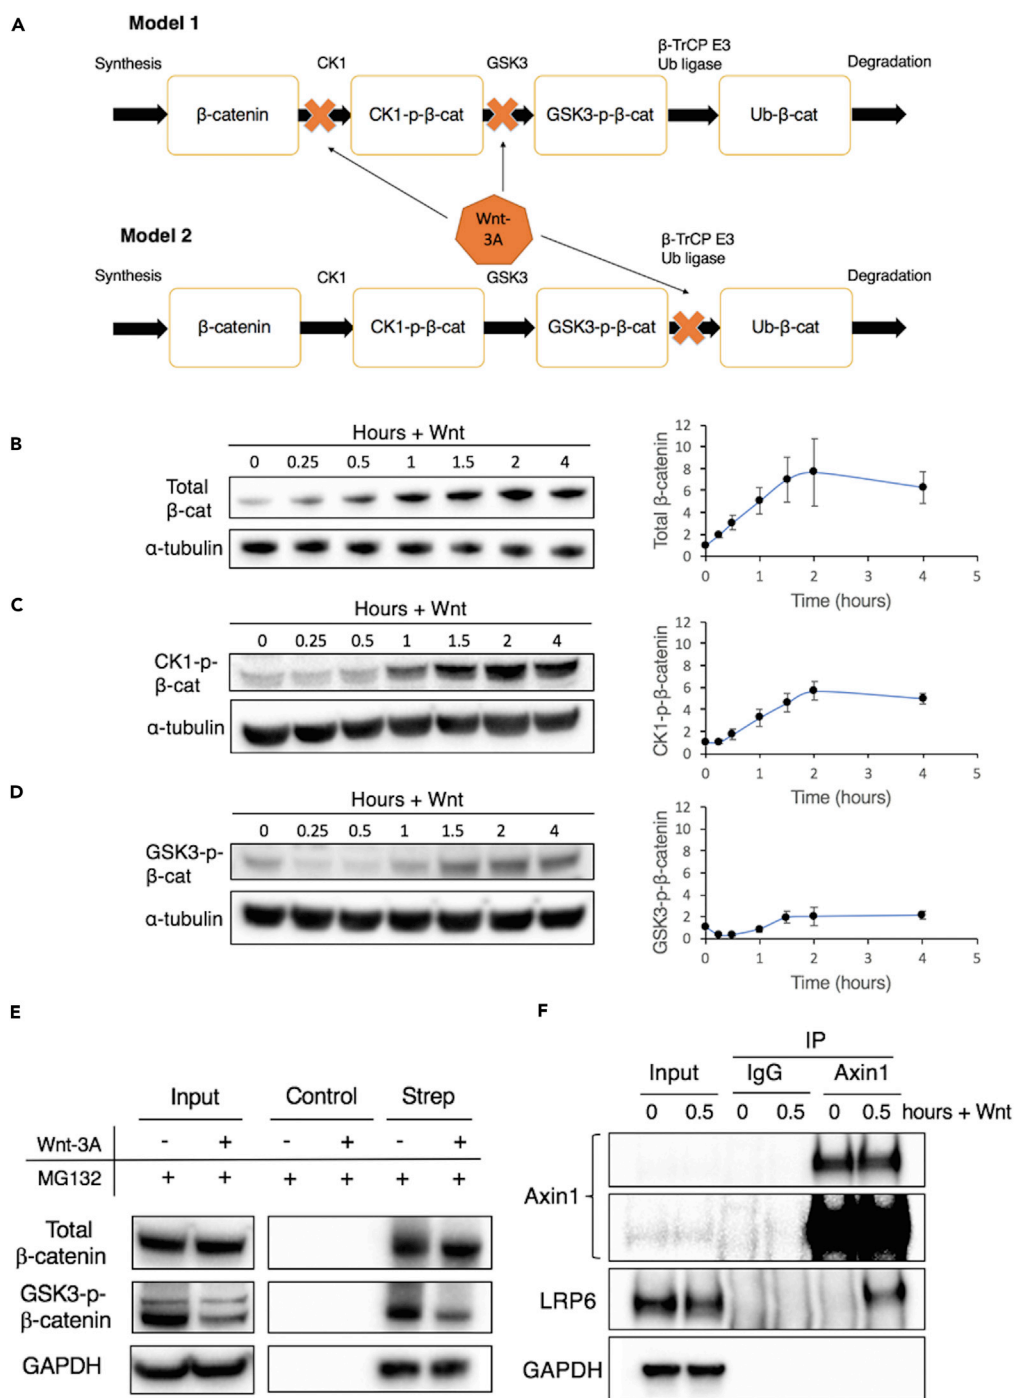 A
Model 1
Synthesis
CK1
GSK3
β-TrCP E3
Ub ligase
Degradation
β-catenin
CK1-p-β-cat
GSK3-p-β-cat
Ub-β-cat
Wnt-
3A
Model 2
Synthesis
CK1
GSK3
β-TrCP E3
Ub ligase
Degradation
β-catenin
CK1-p-β-cat
GSK3-p-β-cat
Ub-β-cat
B
Hours + Wnt
0 0.25 0.5 1 1.5 2 4
Total
β-cat
α-tubulin
Total β-catenin
12
10
8
6
4
2
0
0 1 2 3 4 5
Time (hours)
C
Hours + Wnt
0 0.25 0.5 1 1.5 2 4
CK1-p-
β-cat
α-tubulin
CK1-p-β-catenin
12
10
8
6
4
2
0
0 1 2 3 4 5
Time (hours)
D
Hours + Wnt
0 0.25 0.5 1 1.5 2 4
GSK3-p-
β-cat
α-tubulin
GSK3-p-β-catenin
12
10
8
6
4
2
0
0 1 2 3 4 5
Time (hours)
E
Input Control Strep
Wnt-3A - + - + - +
MG132 + + + + + +
Total
β-catenin
GSK3-p-
β-catenin
GAPDH
F
IP
Input IgG Axin1
0 0.5 0 0.5 0 0.5 hours + Wnt
Axin1
LRP6
GAPDH